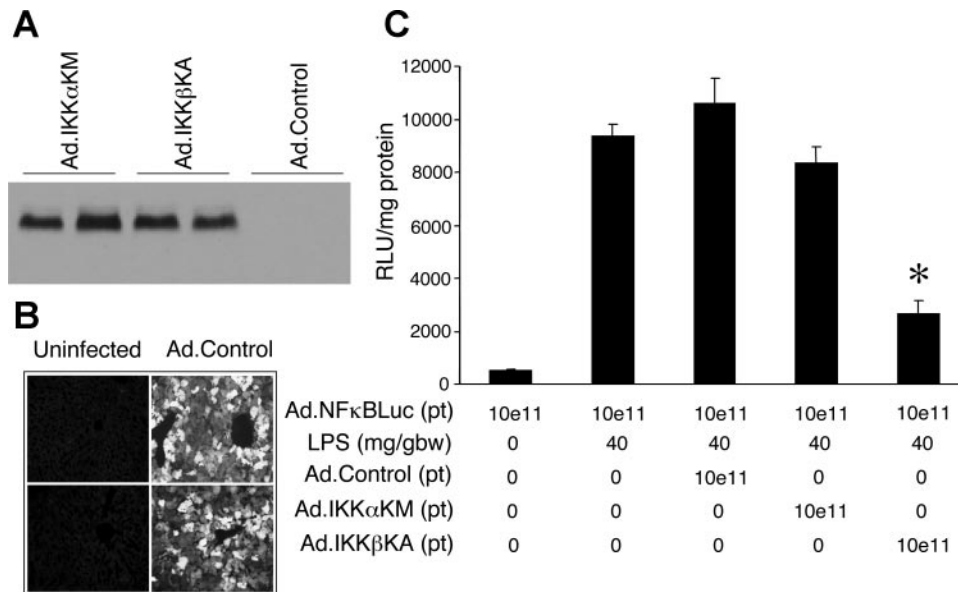 A
Ad.IKKαKM
Ad.IKKβKA
Ad.Control
B
Uninfected Ad.Control
C
RLU/mg protein
12000
10000
8000
6000
4000
2000
0
*
Ad.NFκBLuc (pt) 10e11 10e11 10e11 10e11 10e11
LPS (mg/gbw) 0 40 40 40 40
Ad.Control (pt) 0 0 10e11 0 0
Ad.IKKαKM (pt) 0 0 0 10e11 0
Ad.IKKβKA (pt) 0 0 0 0 10e11